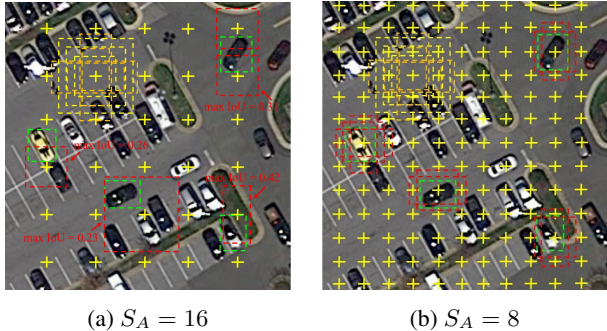 max IoU = 0.31
max IoU = 0.26
max IoU = 0.42
max IoU = 0.23
(a) S_A = 16
(b) S_A = 8